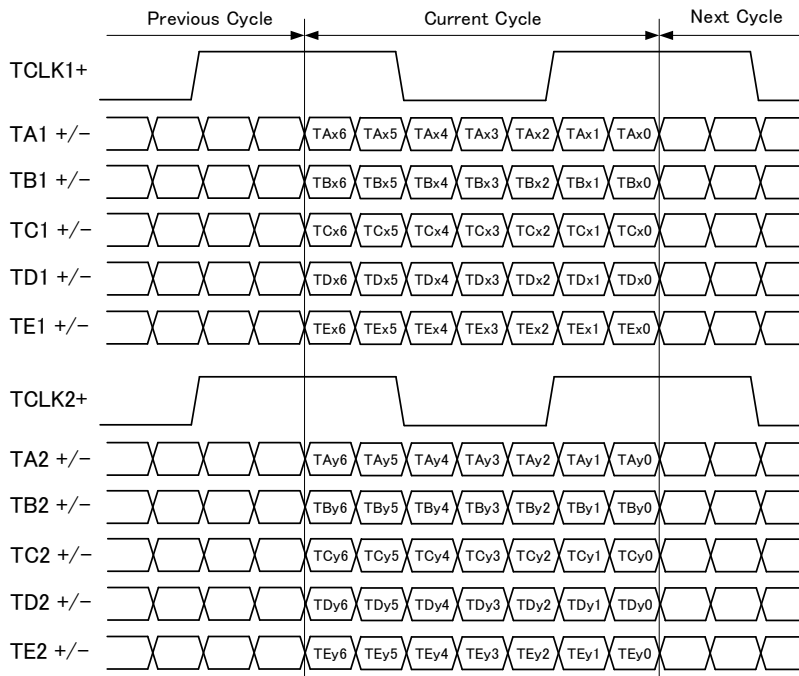 Previous Cycle Current Cycle Next Cycle
TCLK1+
TA1 +/− TAx6 TAx5 TAx4 TAx3 TAx2 TAx1 TAx0
TB1 +/− TBx6 TBx5 TBx4 TBx3 TBx2 TBx1 TBx0
TC1 +/− TCx6 TCx5 TCx4 TCx3 TCx2 TCx1 TCx0
TD1 +/− TDx6 TDx5 TDx4 TDx3 TDx2 TDx1 TDx0
TE1 +/− TEx6 TEx5 TEx4 TEx3 TEx2 TEx1 TEx0
TCLK2+
TA2 +/− TAy6 TAy5 TAy4 TAy3 TAy2 TAy1 TAy0
TB2 +/− TBy6 TBy5 TBy4 TBy3 TBy2 TBy1 TBy0
TC2 +/− TCy6 TCy5 TCy4 TCy3 TCy2 TCy1 TCy0
TD2 +/− TDy6 TDy5 TDy4 TDy3 TDy2 TDy1 TDy0
TE2 +/− TEy6 TEy5 TEy4 TEy3 TEy2 TEy1 TEy0